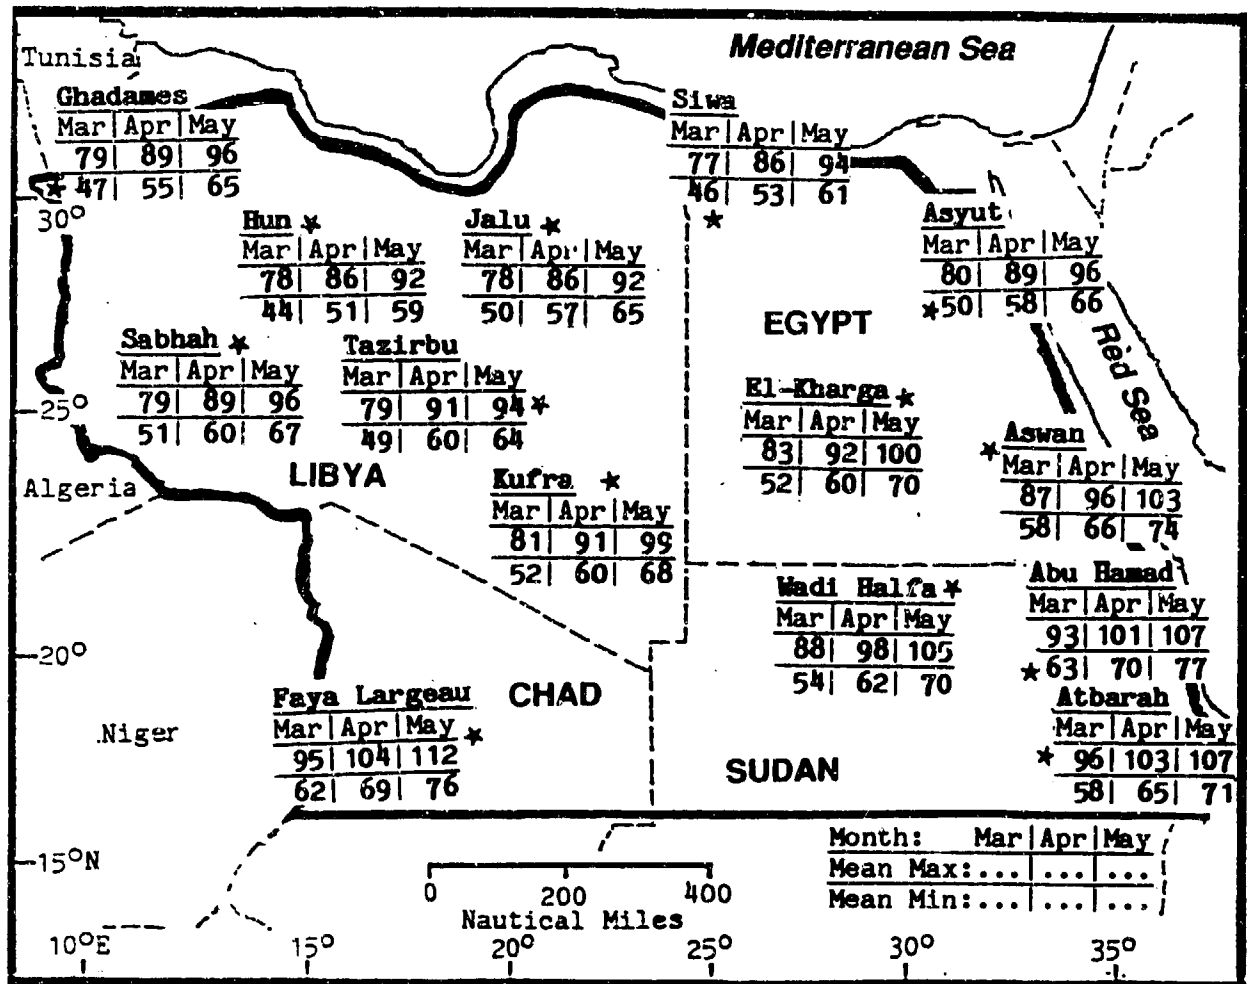 Mediterranean Sea
Tunisia
Ghadames
Mar|Apr|May
79| 89| 96
47| 55| 65
Siwa
Mar|Apr|May
77| 86| 94
46| 53| 61
30°
Hun
Mar|Apr|May
78| 86| 92
44| 51| 59
Jalu
Mar|Apr|May
78| 86| 92
50| 57| 65
Asyut
Mar|Apr|May
80| 89| 96
50| 58| 66
EGYPT
Red Sea
Sabhah
Mar|Apr|May
79| 89| 96
51| 60| 67
Tazirbu
Mar|Apr|May
79| 91| 94
49| 60| 64
25°
El-Kharga
Mar|Apr|May
83| 92| 100
52| 60| 70
Aswan
Mar|Apr|May
87| 96| 103
58| 66| 74
LIBYA
Algeria
Kufra
Mar|Apr|May
81| 91| 99
52| 60| 68
Wadi Halfa
Mar|Apr|May
88| 98| 105
54| 62| 70
Abu Hamad
Mar|Apr|May
93| 101| 107
63| 70| 77
20°
CHAD
Faya Largeau
Mar|Apr|May
95| 104| 112
62| 69| 76
Niger
Atbarah
Mar|Apr|May
96| 103| 107
58| 65| 71
SUDAN
Month: Mar|Apr|May
Mean Max:...|...|...
Mean Min:...|...|...
15°N
0 200 400
Nautical Miles
10°E 15° 20° 25° 30° 35°